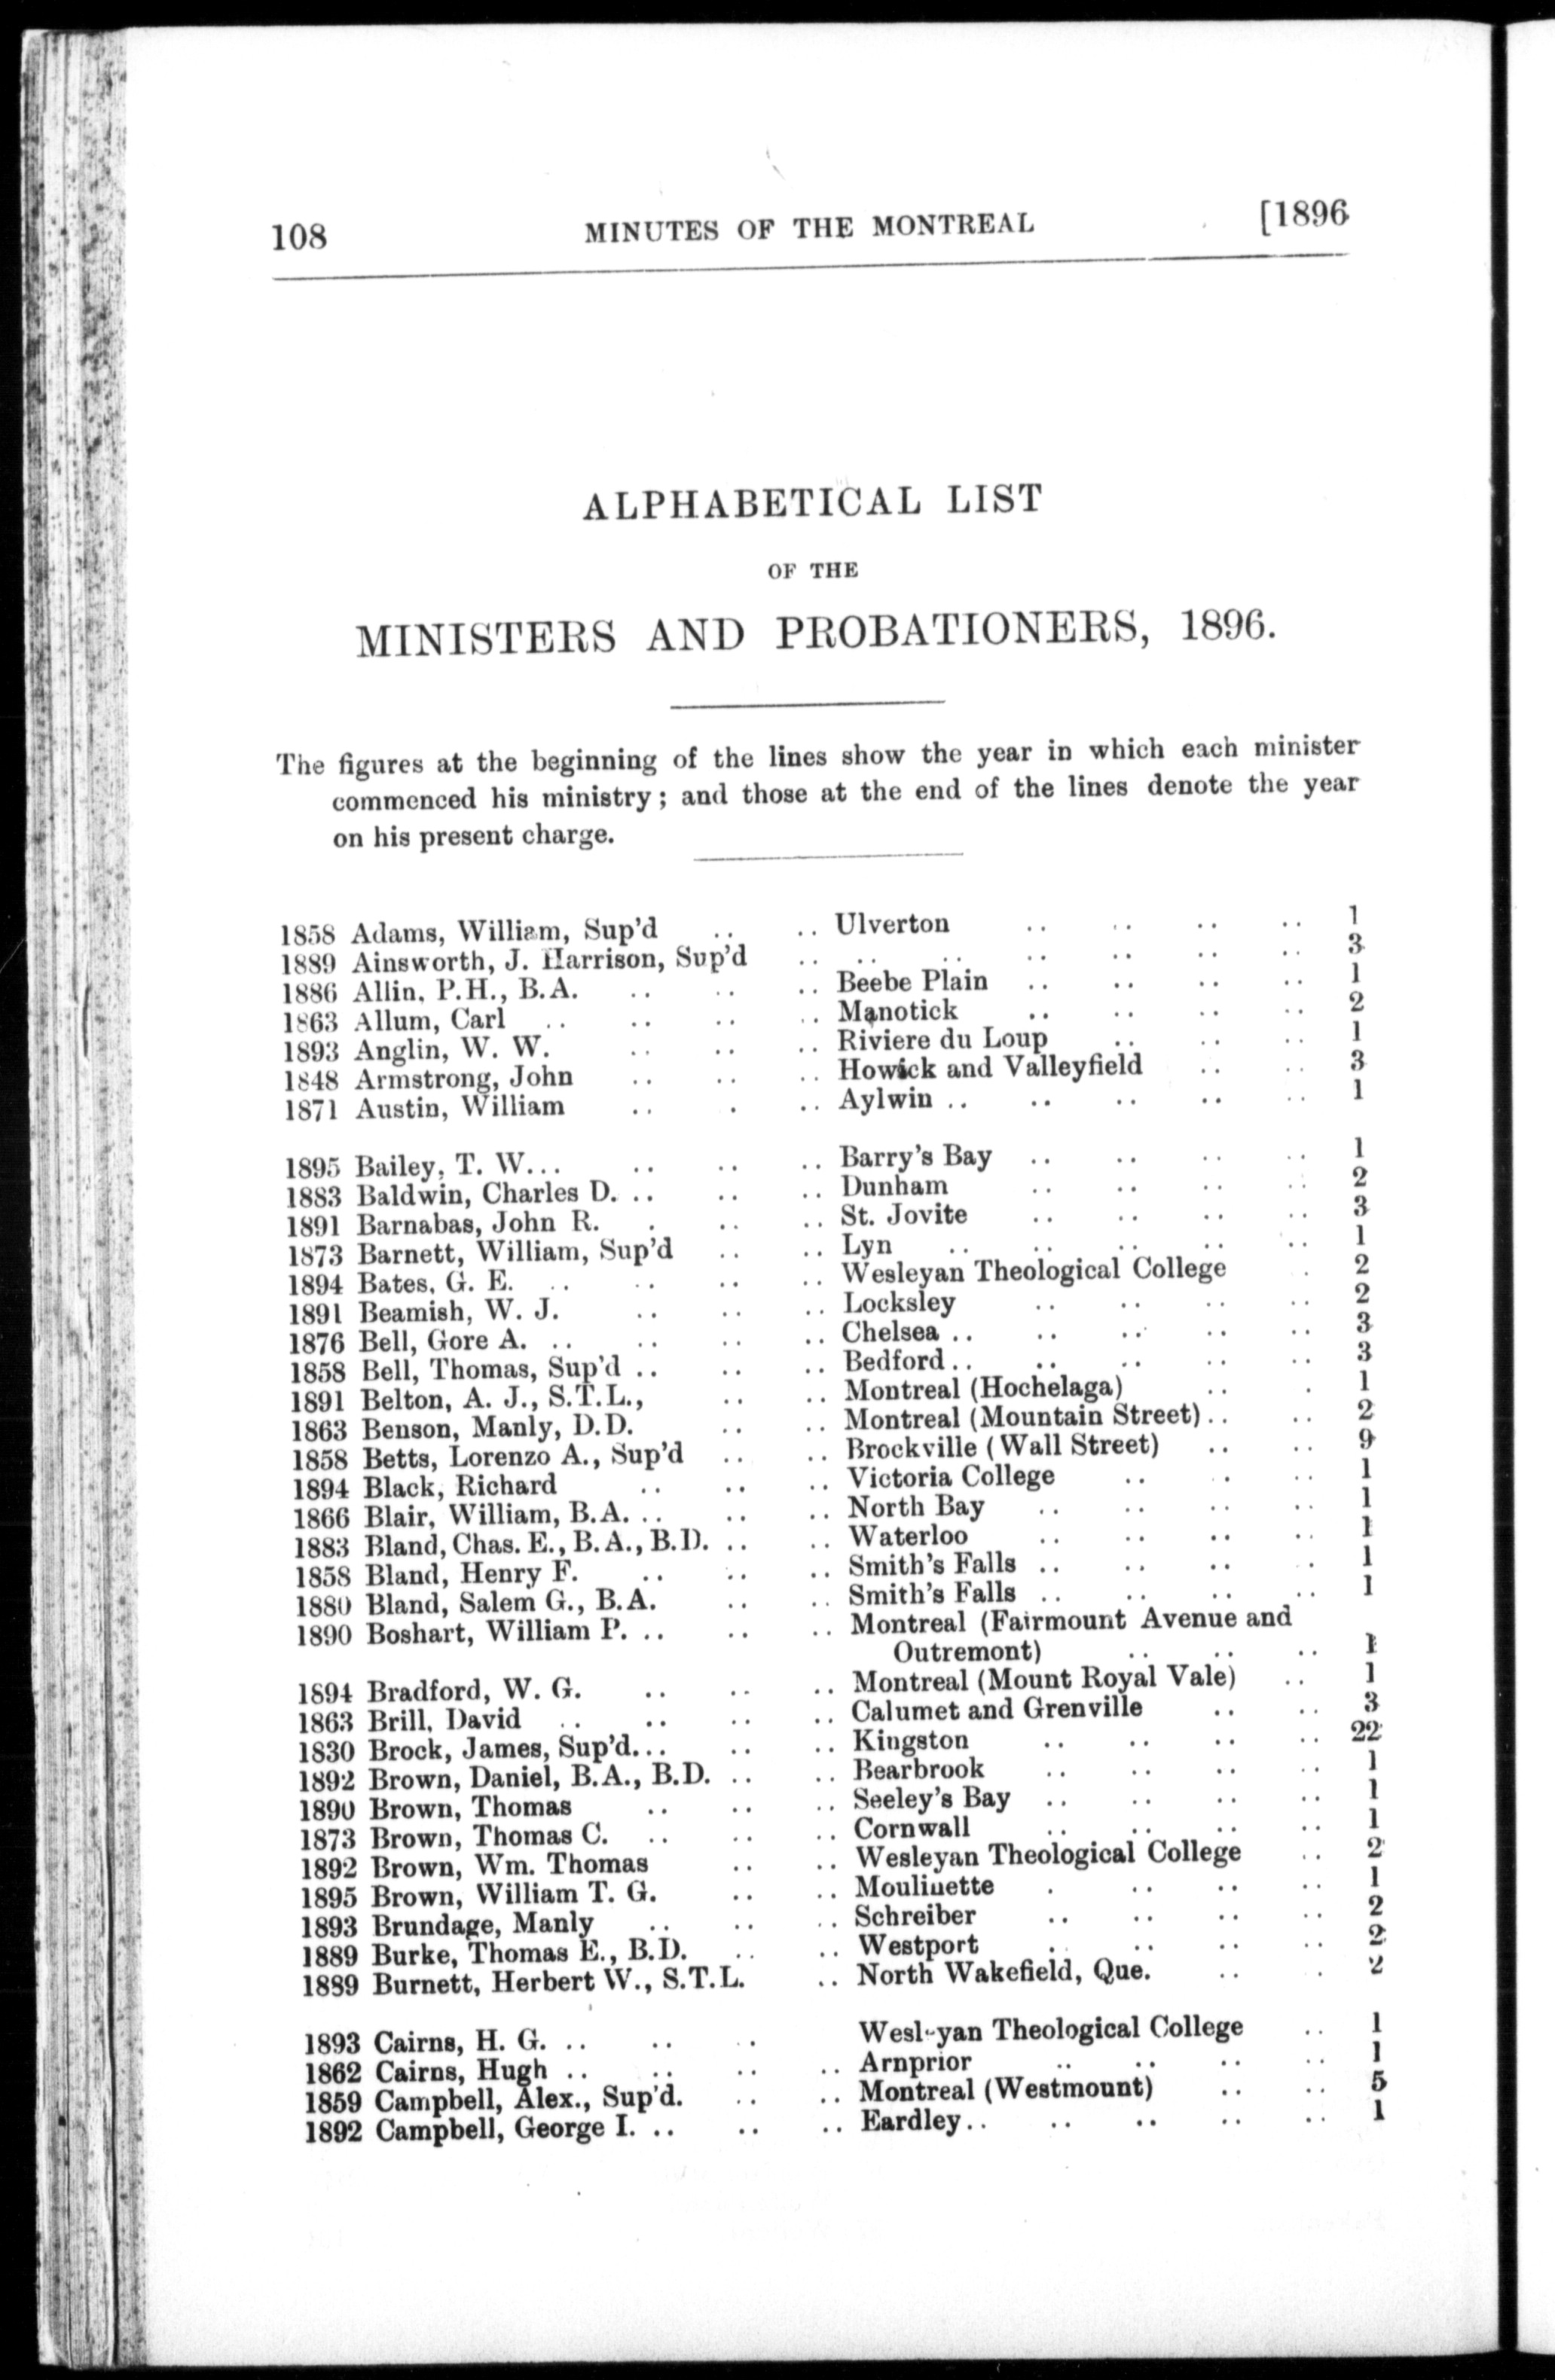 108 MINUTES OF THE MONTREAL [1896
ALPHABETICAL LIST
OF THE
MINISTERS AND PROBATIONERS, 1896.
The figures at the beginning of the lines show the year in which each minister
commenced his ministry; and those at the end of the lines denote the year
on his present charge.
1858 Adams, William, Sup'd .. .. Ulverton .. .. .. .. 1
1889 Ainsworth, J. Harrison, Sup'd .. .. .. .. .. .. .. 3
1886 Allin, P.H., B.A. .. .. .. Beebe Plain .. .. .. .. 1
1863 Allum, Carl .. .. .. .. Manotick .. .. .. .. 2
1893 Anglin, W. W. .. .. .. Riviere du Loup .. .. .. 1
1848 Armstrong, John .. .. .. Howick and Valleyfield .. .. 3
1871 Austin, William .. . .. Aylwin .. .. .. .. .. 1
1895 Bailey, T. W... .. .. .. Barry's Bay .. .. .. .. 1
1883 Baldwin, Charles D. .. .. .. Dunham .. .. .. .. 2
1891 Barnabas, John R. . .. .. St. Jovite .. .. .. .. 3
1873 Barnett, William, Sup'd .. .. Lyn .. .. .. .. .. 1
1894 Bates, G. E. .. .. .. .. Wesleyan Theological College . 2
1891 Beamish, W. J. .. .. .. Locksley .. .. .. .. 2
1876 Bell, Gore A. .. .. .. .. Chelsea .. .. .. .. .. 3
1858 Bell, Thomas, Sup'd .. .. .. Bedford .. .. .. .. .. 3
1891 Belton, A. J., S.T.L., .. .. Montreal (Hochelaga) .. . 1
1863 Benson, Manly, D.D. .. .. Montreal (Mountain Street) .. .. 2
1858 Betts, Lorenzo A., Sup'd .. .. Brockville (Wall Street) .. .. 9
1894 Black, Richard .. .. .. Victoria College .. . .. 1
1866 Blair, William, B.A. .. .. .. North Bay .. .. .. .. 1
1883 Bland, Chas. E., B.A., B.D. .. .. Waterloo .. .. .. .. 1
1858 Bland, Henry F. .. .. .. Smith's Falls .. .. .. . 1
1880 Bland, Salem G., B.A. .. .. Smith's Falls .. .. .. .. 1
1890 Boshart, William P. .. .. .. Montreal (Fairmount Avenue and
Outremont) .. .. .. 1
1894 Bradford, W. G. .. .. .. Montreal (Mount Royal Vale) .. 1
1863 Brill, David .. .. .. .. Calumet and Grenville .. .. 3
1830 Brock, James, Sup'd... .. .. Kingston .. .. .. .. 22
1892 Brown, Daniel, B.A., B.D. .. .. Bearbrook .. .. .. .. 1
1890 Brown, Thomas .. .. .. Seeley's Bay .. .. .. .. 1
1873 Brown, Thomas C. .. .. .. Cornwall .. .. .. .. 1
1892 Brown, Wm. Thomas .. .. Wesleyan Theological College .. 2
1895 Brown, William T. G. .. .. Moulinette . .. .. .. 1
1893 Brundage, Manly .. .. .. Schreiber .. .. .. .. 2
1889 Burke, Thomas E., B.D. .. .. Westport .. .. .. .. 2
1889 Burnett, Herbert W., S.T.L. .. North Wakefield, Que. .. . 2
1893 Cairns, H. G. .. .. . Wesleyan Theological College .. 1
1862 Cairns, Hugh .. .. .. .. Arnprior .. .. .. .. 1
1859 Campbell, Alex., Sup'd. .. .. Montreal (Westmount) .. .. 5
1892 Campbell, George I. .. .. .. Eardley .. .. .. .. .. 1